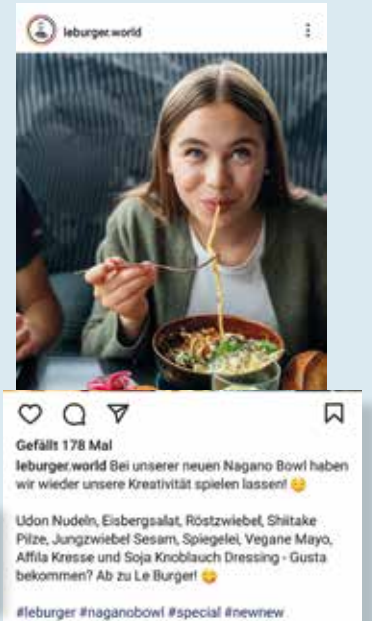 leburger.world
Gefällt 178 Mal
leburger.world Bei unserer neuen Nagano Bowl haben
wir wieder unsere Kreativität spielen lassen! 😋
Udon Nudeln, Eisbergsalat, Röstzwiebel, Shiitake
Pilze, Jungzwiebel Sesam, Spiegelei, Vegane Mayo,
Affila Kresse und Soja Knoblauch Dressing - Gusta
bekommen? Ab zu Le Burger! 😋
#leburger #naganobowl #special #newnew